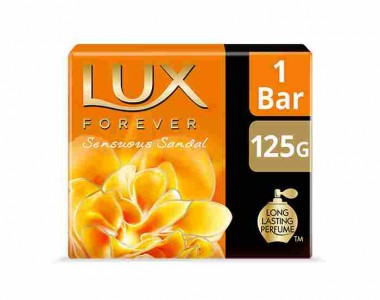 LUX
FOREVER
Sensuous Sandal
1
Bar
125G
LONG
LASTING
PERFUME
TM